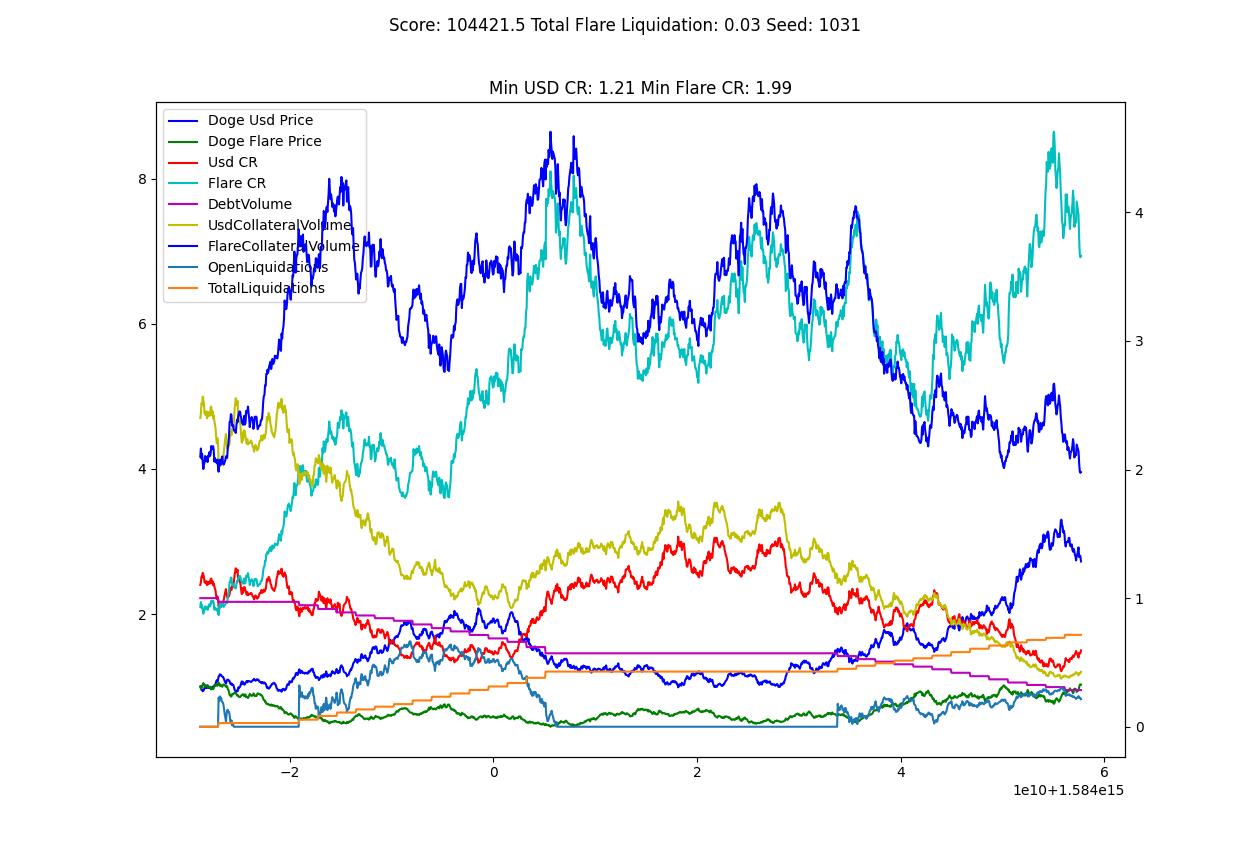 Score: 104421.5 Total Flare Liquidation: 0.03 Seed: 1031
Min USD CR: 1.21 Min Flare CR: 1.99
Doge Usd Price
Doge Flare Price
Usd CR
Flare CR
DebtVolume
UsdCollateralVolume
FlareCollateralVolume
OpenLiquidations
TotalLiquidations
8
6
4
2
4
3
2
1
0
−2
0
2
4
6
1e10+1.584e15